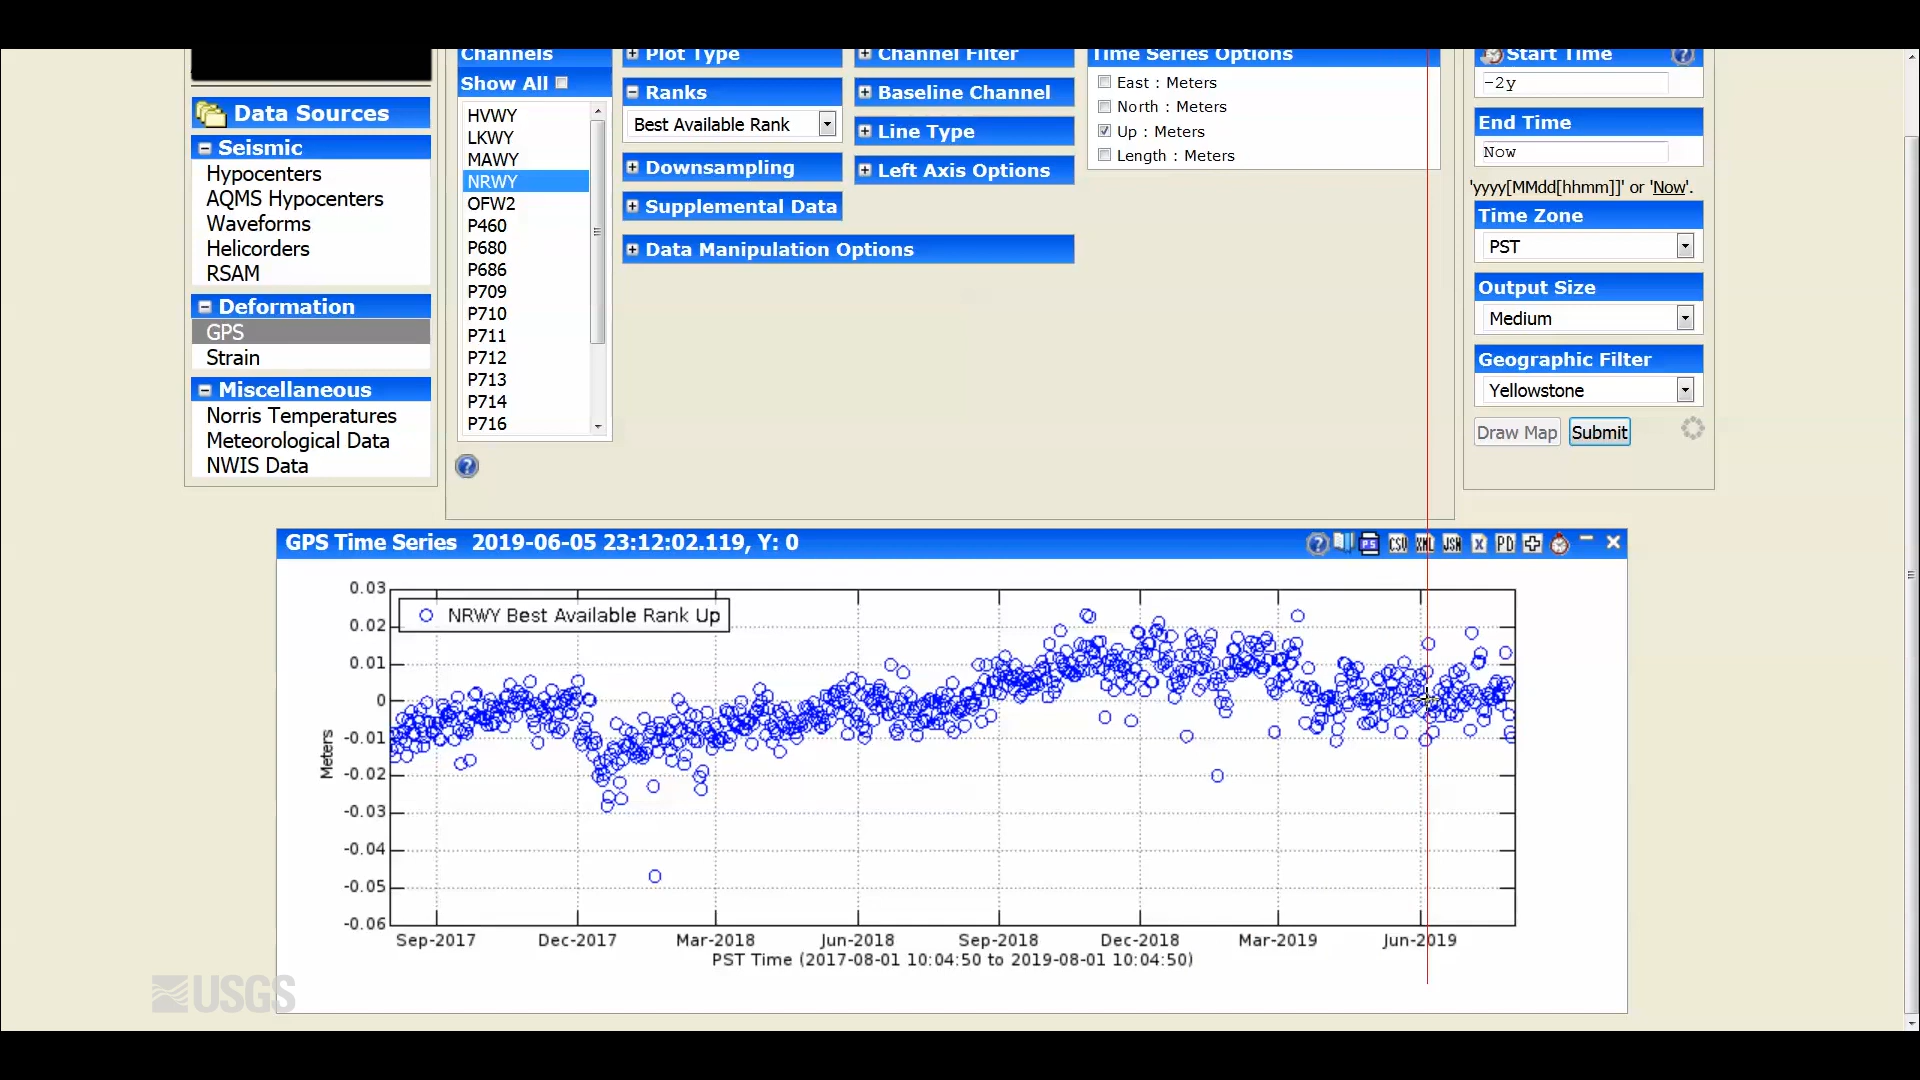 Channels
Show All
HVWY
LKWY
MAWY
NRWY
OFW2
P460
P680
P686
P709
P710
P711
P712
P713
P714
P716
Plot Type
Ranks
Best Available Rank
Downsampling
Supplemental Data
Data Manipulation Options
Channel Filter
Baseline Channel
Line Type
Left Axis Options
Time Series Options
East : Meters
North : Meters
Up : Meters
Length : Meters
Start Time
-2y
End Time
Now
'yyyy[MMdd[hhmm]]' or 'Now'.
Time Zone
PST
Output Size
Medium
Geographic Filter
Yellowstone
Draw Map Submit
Data Sources
Seismic
Hypocenters
AQMS Hypocenters
Waveforms
Helicorders
RSAM
Deformation
GPS
Strain
Miscellaneous
Norris Temperatures
Meteorological Data
NWIS Data
GPS Time Series 2019-06-05 23:12:02.119, Y: 0
PS CSV XML JSN X PD
NRWY Best Available Rank Up
0.03
0.02
0.01
0
-0.01
-0.02
-0.03
-0.04
-0.05
-0.06
Meters
Sep-2017 Dec-2017 Mar-2018 Jun-2018 Sep-2018 Dec-2018 Mar-2019 Jun-2019
PST Time (2017-08-01 10:04:50 to 2019-08-01 10:04:50)
USGS